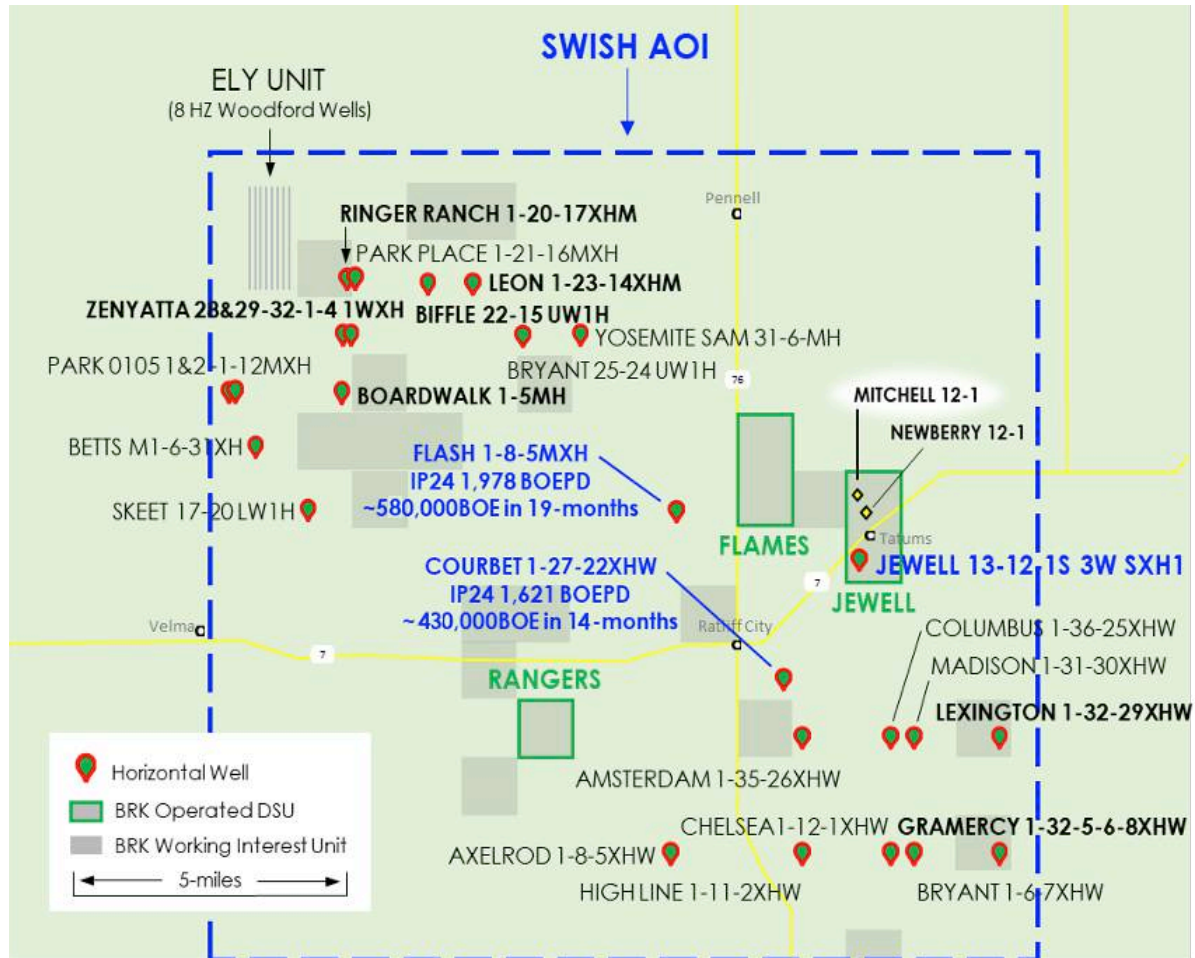 SWISH AOI
ELY UNIT
(8 HZ Woodford Wells)
Pennell
RINGER RANCH 1-20-17XHM
PARK PLACE 1-21-16MXH
LEON 1-23-14XHM
ZENYATTA 28&29-32-1-4 1WXH
BIFFLE 22-15 UW1H
YOSEMITE SAM 31-6-MH
PARK 0105 1&2-1-12MXH
BRYANT 25-24 UW1H
76
BOARDWALK 1-5MH
MITCHELL 12-1
NEWBERRY 12-1
BETTS M1-6-31XH
FLASH 1-8-5MXH
IP24 1,978 BOEPD
~580,000BOE in 19-months
SKEET 17-20 LW1H
FLAMES
Tatums
JEWELL 13-12-1S 3W SXH1
COURBET 1-27-22XHW
IP24 1,621 BOEPD
~430,000BOE in 14-months
7
JEWELL
Velma
Ratliff City
COLUMBUS 1-36-25XHW
7
MADISON 1-31-30XHW
RANGERS
LEXINGTON 1-32-29XHW
Horizontal Well
BRK Operated DSU
BRK Working Interest Unit
5-miles
AMSTERDAM 1-35-26XHW
CHELSEA1-12-1XHW
GRAMERCY 1-32-5-6-8XHW
AXELROD 1-8-5XHW
HIGH LINE 1-11-2XHW
BRYANT 1-6-7XHW